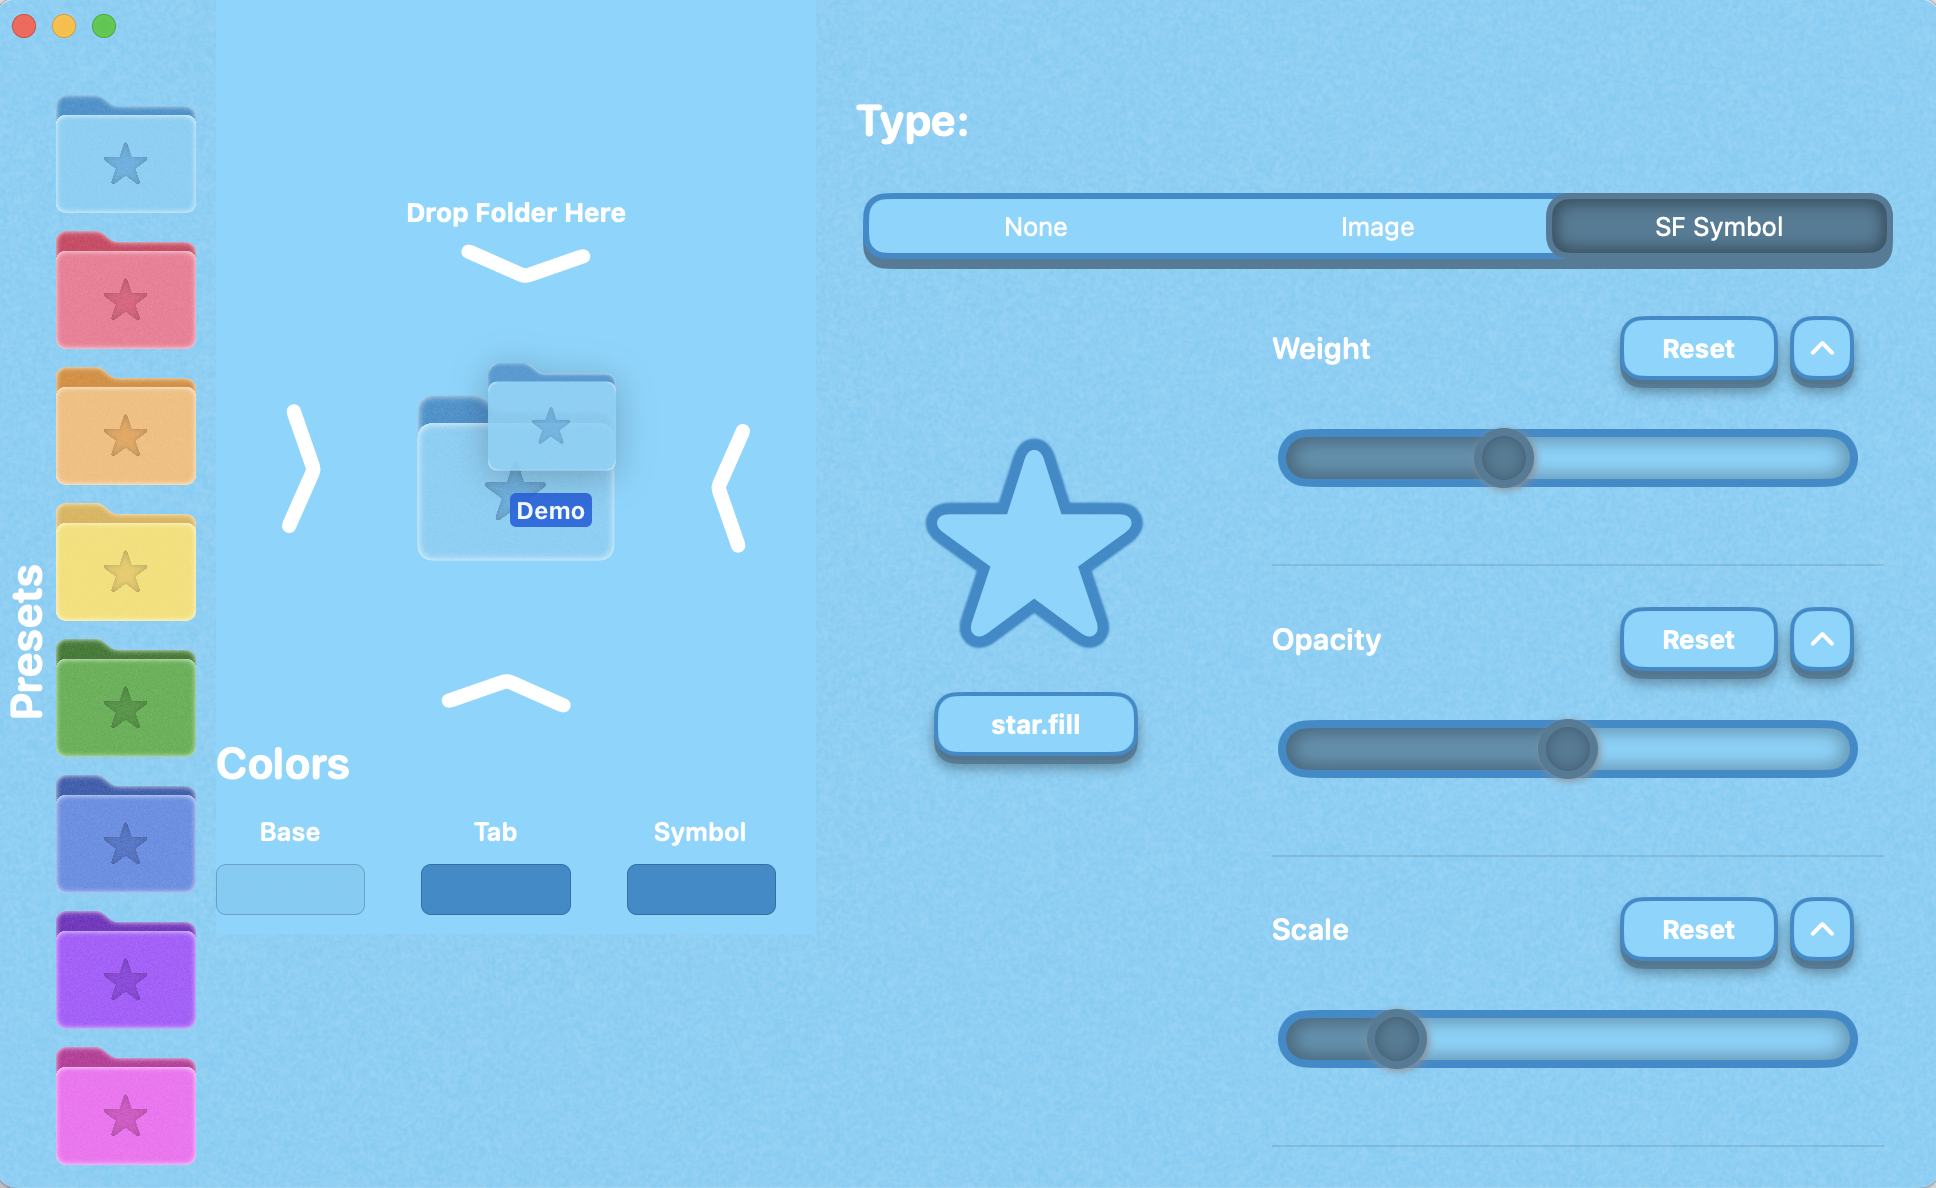 Presets
Drop Folder Here
Demo
Colors
Base
Tab
Symbol
Type:
None
Image
SF Symbol
star.fill
Weight
Reset
Opacity
Reset
Scale
Reset